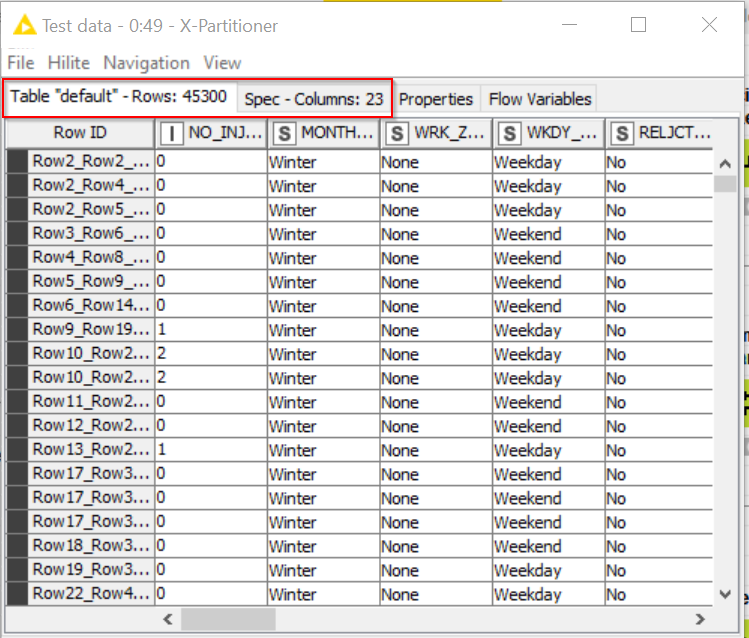 Test data - 0:49 - X-Partitioner
File Hilite Navigation View
Table "default" - Rows: 45300 Spec - Columns: 23 Properties Flow Variables
Row ID I NO_INJ... S MONTH... S WRK_Z... S WKDY_... S RELJCT...
Row2_Row2_... 0 Winter None Weekday No
Row2_Row4_... 0 Winter None Weekday No
Row2_Row5_... 0 Winter None Weekday No
Row3_Row6_... 0 Winter None Weekend No
Row4_Row8_... 0 Winter None Weekend No
Row5_Row9_... 0 Winter None Weekend No
Row6_Row14... 0 Winter None Weekend No
Row9_Row19... 1 Winter None Weekday No
Row10_Row2... 2 Winter None Weekday No
Row10_Row2... 2 Winter None Weekday No
Row11_Row2... 0 Winter None Weekend No
Row12_Row2... 0 Winter None Weekend No
Row13_Row2... 1 Winter None Weekday No
Row17_Row3... 0 Winter None Weekend No
Row17_Row3... 0 Winter None Weekend No
Row17_Row3... 0 Winter None Weekend No
Row18_Row3... 0 Winter None Weekend No
Row19_Row3... 0 Winter None Weekday No
Row22_Row4... 0 Winter None Weekday No